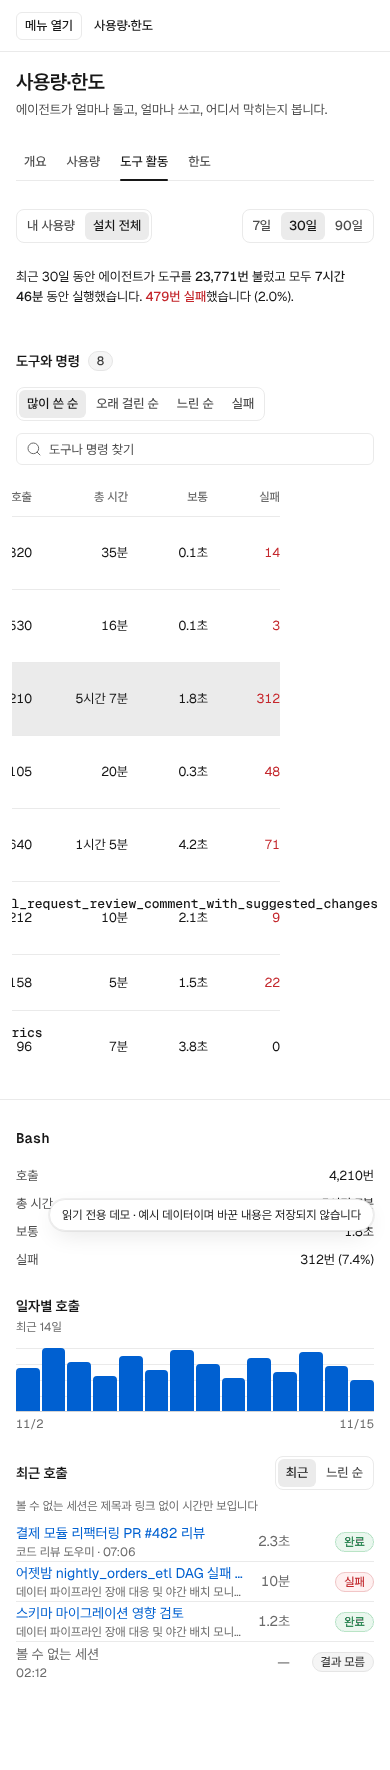 메뉴 열기 사용량·한도
사용량·한도
에이전트가 얼마나 돌고, 얼마나 쓰고, 어디서 막히는지 봅니다.
개요 사용량 도구 활동 한도
내 사용량 설치 전체 7일 30일 90일
최근 30일 동안 에이전트가 도구를 23,771번 불렀고 모두 7시간
46분 동안 실행했습니다. 479번 실패했습니다 (2.0%).
도구와 명령 8
많이 쓴 순 오래 걸린 순 느린 순 실패
도구나 명령 찾기
호출 총 시간 보통 실패
320 35분 0.1초 14
530 16분 0.1초 3
210 5시간 7분 1.8초 312
105 20분 0.3초 48
640 1시간 5분 4.2초 71
l_request_review_comment_with_suggested_changes
212 10분 2.1초 9
158 5분 1.5초 22
rics
96 7분 3.8초 0
Bash
호출 4,210번
총 시간
읽기 전용 데모 · 예시 데이터이며 바꾼 내용은 저장되지 않습니다
보통 1.8초
실패 312번 (7.4%)
일자별 호출
최근 14일
11/2 11/15
최근 호출 최근 느린 순
볼 수 없는 세션은 제목과 링크 없이 시간만 보입니다
결제 모듈 리팩터링 PR #482 리뷰 2.3초 완료
코드 리뷰 도우미 · 07:06
어젯밤 nightly_orders_etl DAG 실패 ... 10분 실패
데이터 파이프라인 장애 대응 및 야간 배치 모니...
스키마 마이그레이션 영향 검토 1.2초 완료
데이터 파이프라인 장애 대응 및 야간 배치 모니...
볼 수 없는 세션 — 결과 모름
02:12